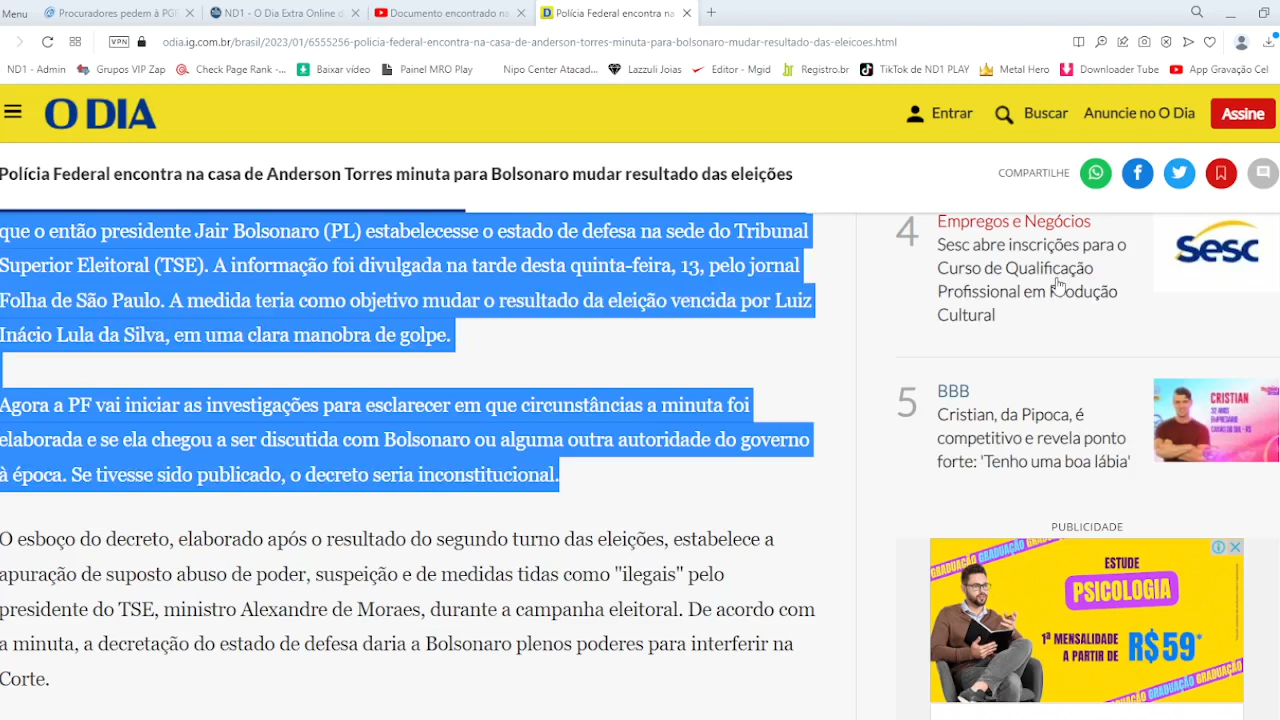 Menu
Procuradores pedem à PGR
ND1 - O Dia Extra Online d
Documento encontrado na
Polícia Federal encontra na
VPN
odia.ig.com.br/brasil/2023/01/6555256-policia-federal-encontra-na-casa-de-anderson-torres-minuta-para-bolsonaro-mudar-resultado-das-eleicoes.html
ND1 - Admin
Grupos VIP Zap
Check Page Rank -...
Baixar vídeo
Painel MRO Play
Nipo Center Atacad...
Lazzuli Joias
Editor - Mgid
Registro.br
TikTok de ND1 PLAY
Metal Hero
Downloader Tube
App Gravação Cel
O DIA
Entrar
Buscar
Anuncie no O Dia
Assine
Polícia Federal encontra na casa de Anderson Torres minuta para Bolsonaro mudar resultado das eleições
COMPARTILHE
que o então presidente Jair Bolsonaro (PL) estabelecesse o estado de defesa na sede do Tribunal
Superior Eleitoral (TSE). A informação foi divulgada na tarde desta quinta-feira, 13, pelo jornal
Folha de São Paulo. A medida teria como objetivo mudar o resultado da eleição vencida por Luiz
Inácio Lula da Silva, em uma clara manobra de golpe.
Agora a PF vai iniciar as investigações para esclarecer em que circunstâncias a minuta foi
elaborada e se ela chegou a ser discutida com Bolsonaro ou alguma outra autoridade do governo
à época. Se tivesse sido publicado, o decreto seria inconstitucional.
O esboço do decreto, elaborado após o resultado do segundo turno das eleições, estabelece a
apuração de suposto abuso de poder, suspeição e de medidas tidas como "ilegais" pelo
presidente do TSE, ministro Alexandre de Moraes, durante a campanha eleitoral. De acordo com
a minuta, a decretação do estado de defesa daria a Bolsonaro plenos poderes para interferir na
Corte.
4
Empregos e Negócios
Sesc abre inscrições para o
Curso de Qualificação
Profissional em Produção
Cultural
Sesc
5
BBB
Cristian, da Pipoca, é
competitivo e revela ponto
forte: 'Tenho uma boa lábia'
CRISTIAN
32 ANOS
EMPRESÁRIO
PUBLICIDADE
GRADUAÇÃO GRADUAÇÃO
ESTUDE
PSICOLOGIA
1ª MENSALIDADE
A PARTIR DE
R$59*
GRADUAÇÃO GRADUAÇÃO GRADUAÇÃO